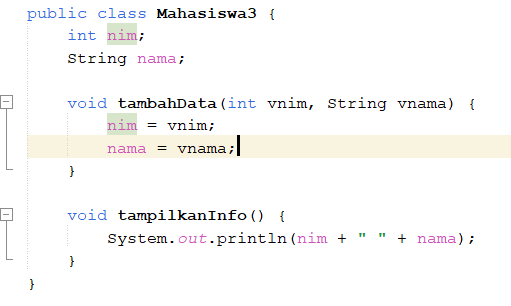 public class Mahasiswa3 {
    int nim;
    String nama;

    void tambahData(int vnim, String vnama) {
        nim = vnim;
        nama = vnama;
    }

    void tampilkanInfo() {
        System.out.println(nim + " " + nama);
    }
}